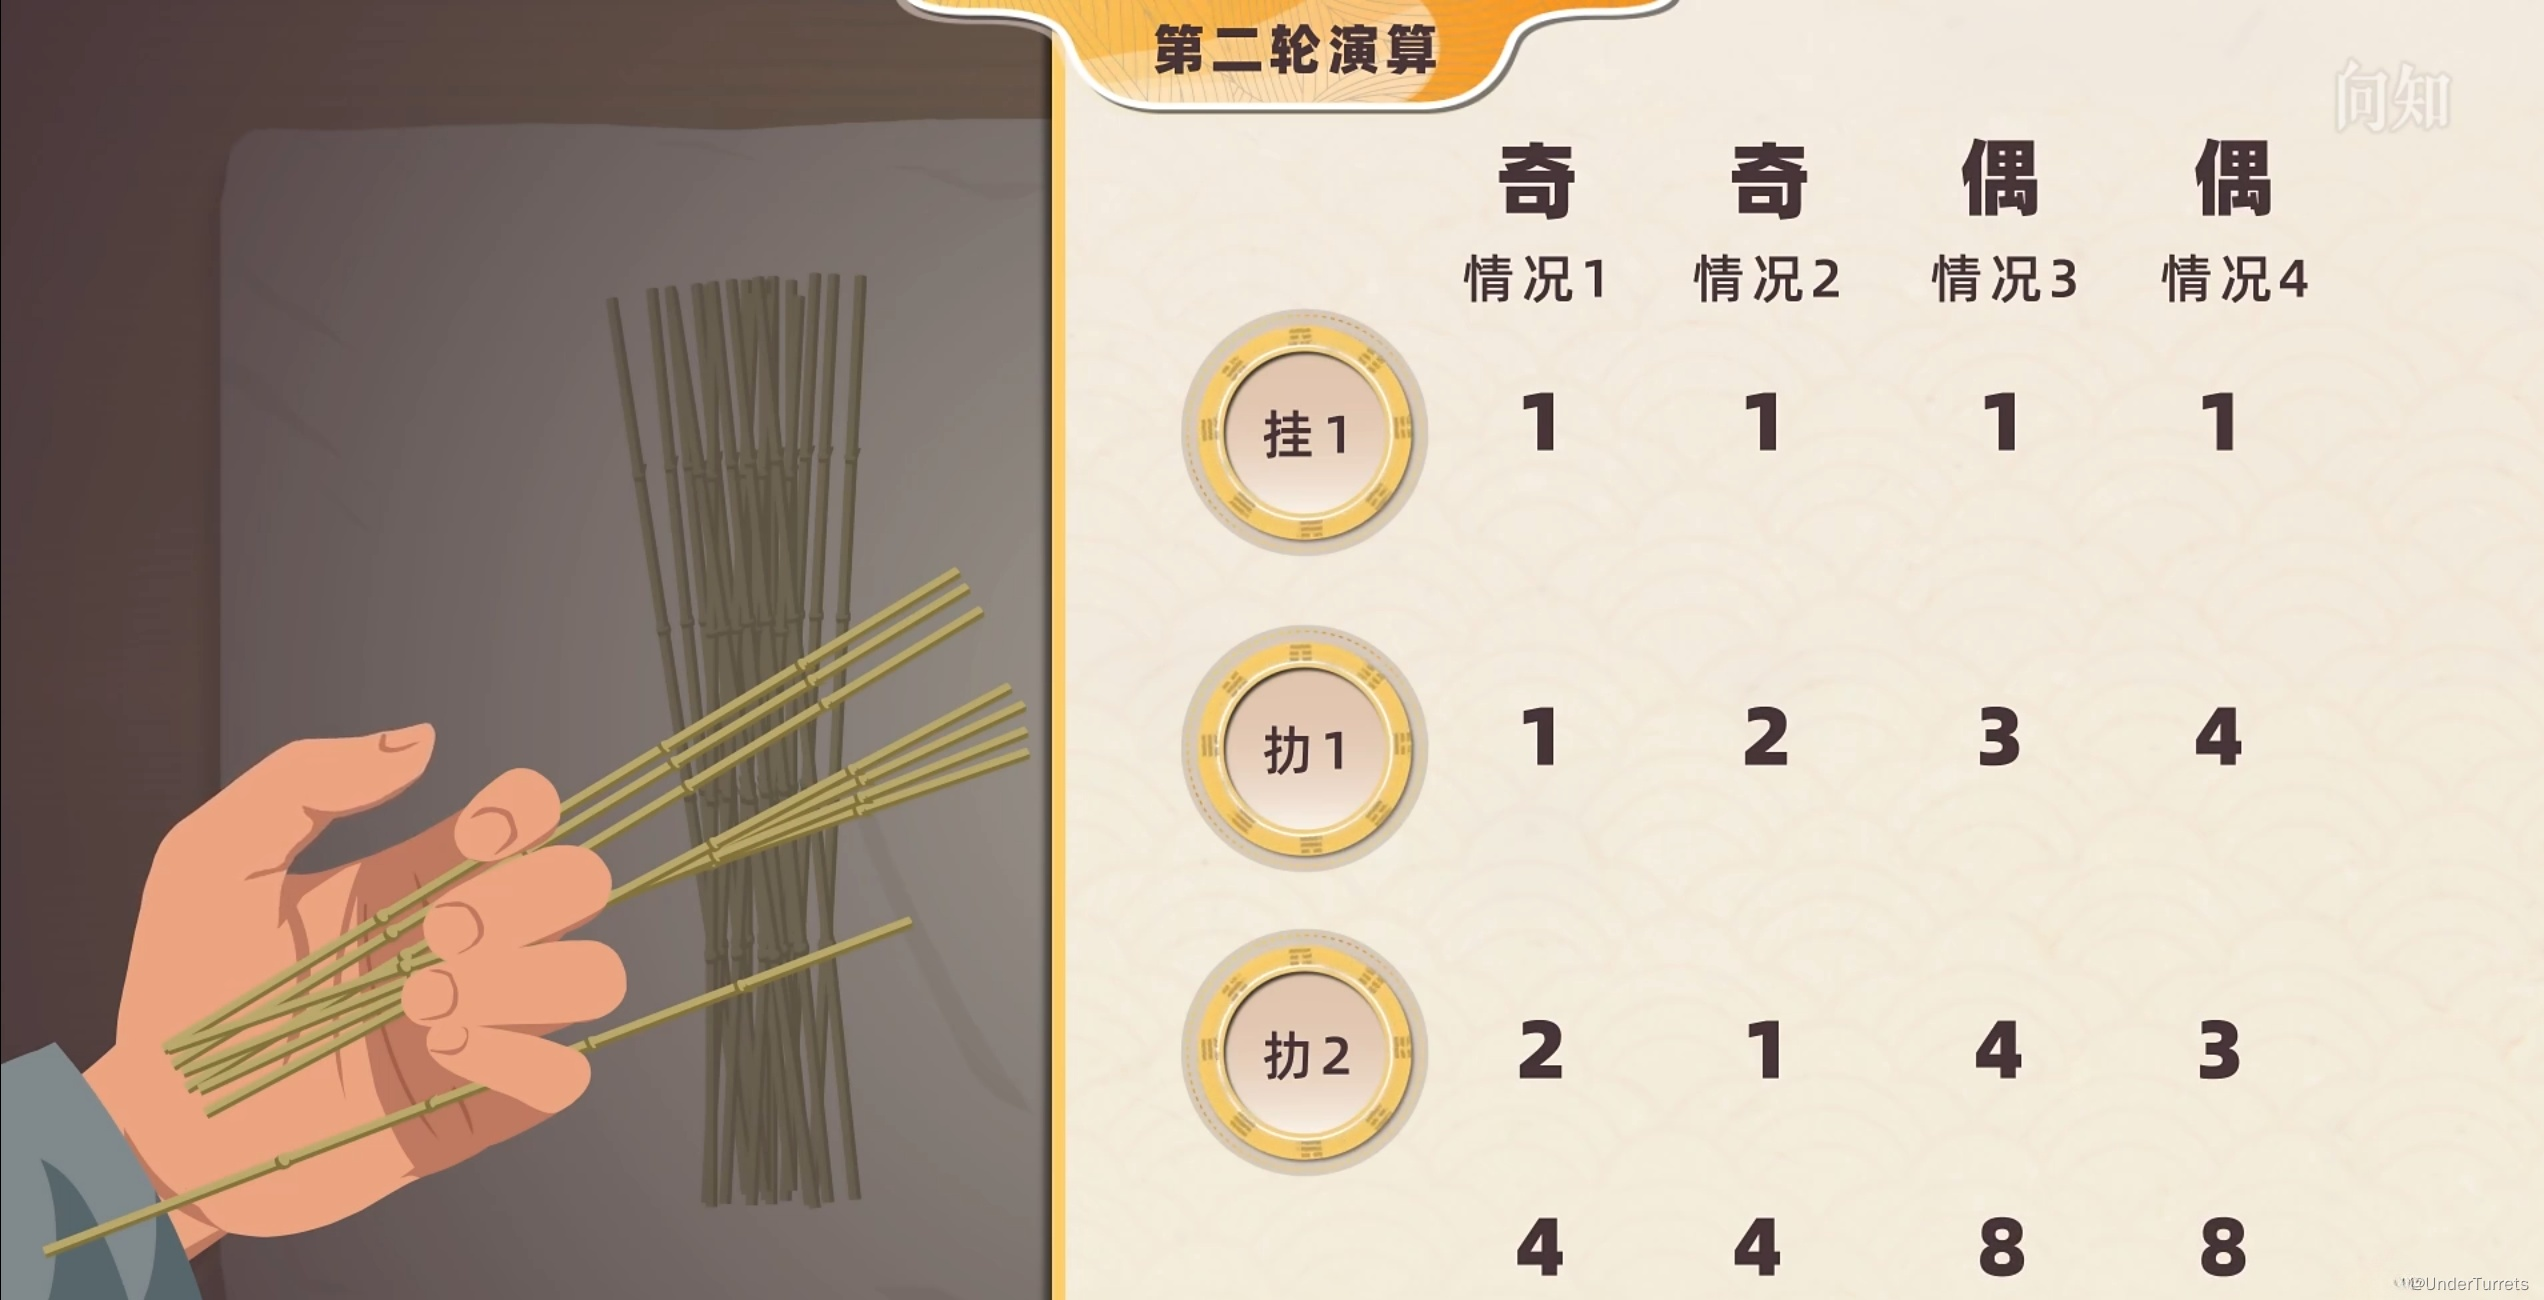 第二轮演算
问知
奇 奇 偶 偶
情况1 情况2 情况3 情况4
挂1 1 1 1 1
扐1 1 2 3 4
扐2 2 1 4 3
4 4 8 8
@UnderTurrets